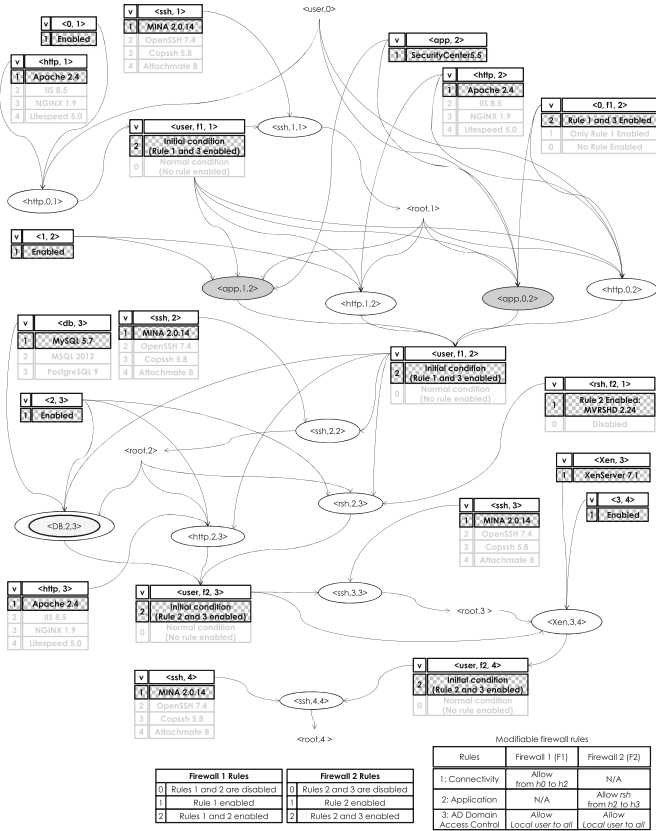 <user,0>
v <0, 1>
1 Enabled
v <ssh, 1>
1 MINA 2.0.14
2 OpenSSH 7.4
3 Copssh 5.8
4 Attachmate 8
v <app, 2>
1 SecurityCenter5.5
v <http, 1>
1 Apache 2.4
2 IIS 8.5
3 NGINX 1.9
4 Litespeed 5.0
v <http, 2>
1 Apache 2.4
2 IIS 8.5
3 NGINX 1.9
4 Litespeed 5.0
v <0, f1, 2>
2 Rule 1 and 3 Enabled
1 Only Rule 1 Enabled
0 No Rule Enabled
v <user, f1, 1>
2 Initial condition
(Rule 1 and 3 enabled)
0 Normal condition
(No rule enabled)
<ssh,1,1>
<http,0,1>
<root,1>
v <1, 2>
1 Enabled
<app,1,2>
<http,1,2>
<app,0,2>
<http,0,2>
v <db, 3>
1 MySQL 5.7
2 MSQL 2012
3 PostgreSQL 9
v <ssh, 2>
1 MINA 2.0.14
2 OpenSSH 7.4
3 Copssh 5.8
4 Attachmate 8
v <user, f1, 2>
2 Initial condition
(Rule 1 and 3 enabled)
0 Normal condition
(No rule enabled)
v <rsh, f2, 1>
1 Rule 2 Enabled:
MVRSHD 2.24
0 Disabled
v <2, 3>
1 Enabled
<ssh,2,2>
<root,2>
v <Xen, 3>
1 XenServer 7.1
v <3, 4>
1 Enabled
<rsh,2,3>
<DB,2,3>
<http,2,3>
v <ssh, 3>
1 MINA 2.0.14
2 OpenSSH 7.4
3 Copssh 5.8
4 Attachmate 8
v <http, 3>
1 Apache 2.4
2 IIS 8.5
3 NGINX 1.9
4 Litespeed 5.0
v <user, f2, 3>
2 Initial condition
(Rule 2 and 3 enabled)
0 Normal condition
(No rule enabled)
<ssh,3,3>
<root,3 >
<Xen,3,4>
v <ssh, 4>
1 MINA 2.0.14
2 OpenSSH 7.4
3 Copssh 5.8
4 Attachmate 8
<ssh,4,4>
<root,4 >
v <user, f2, 4>
2 Initial condition
(Rule 2 and 3 enabled)
0 Normal condition
(No rule enabled)
Firewall 1 Rules
0 Rules 1 and 2 are disabled
1 Rule 1 enabled
2 Rules 1 and 2 enabled
Firewall 2 Rules
0 Rules 2 and 3 are disabled
1 Rule 2 enabled
2 Rules 2 and 3 enabled
Modifiable firewall rules
Rules Firewall 1 (F1) Firewall 2 (F2)
1: Connectivity Allow from h0 to h2 N/A
2: Application N/A Allow rsh from h2 to h3
3: AD Domain Access Control Allow Local user to all Allow Local user to all